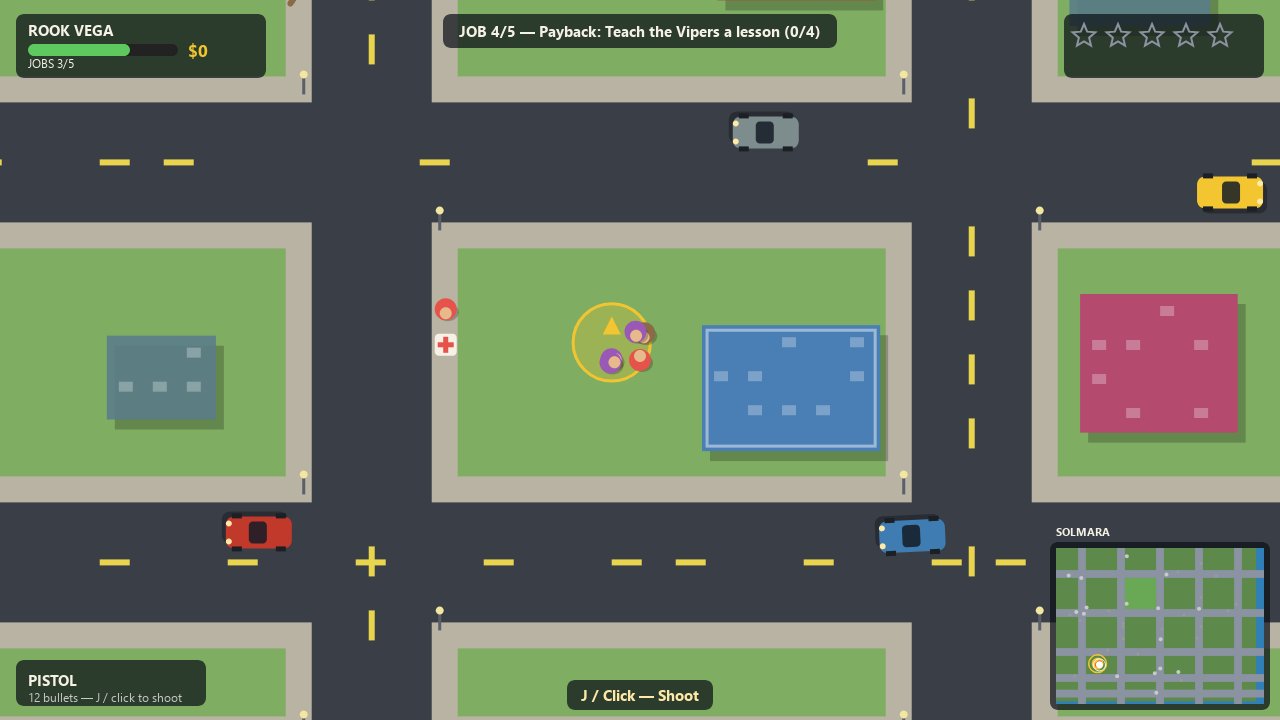 ROOK VEGA
$0
JOBS 3/5
JOB 4/5 — Payback: Teach the Vipers a lesson (0/4)
SOLMARA
PISTOL
12 bullets — J / click to shoot
J / Click — Shoot